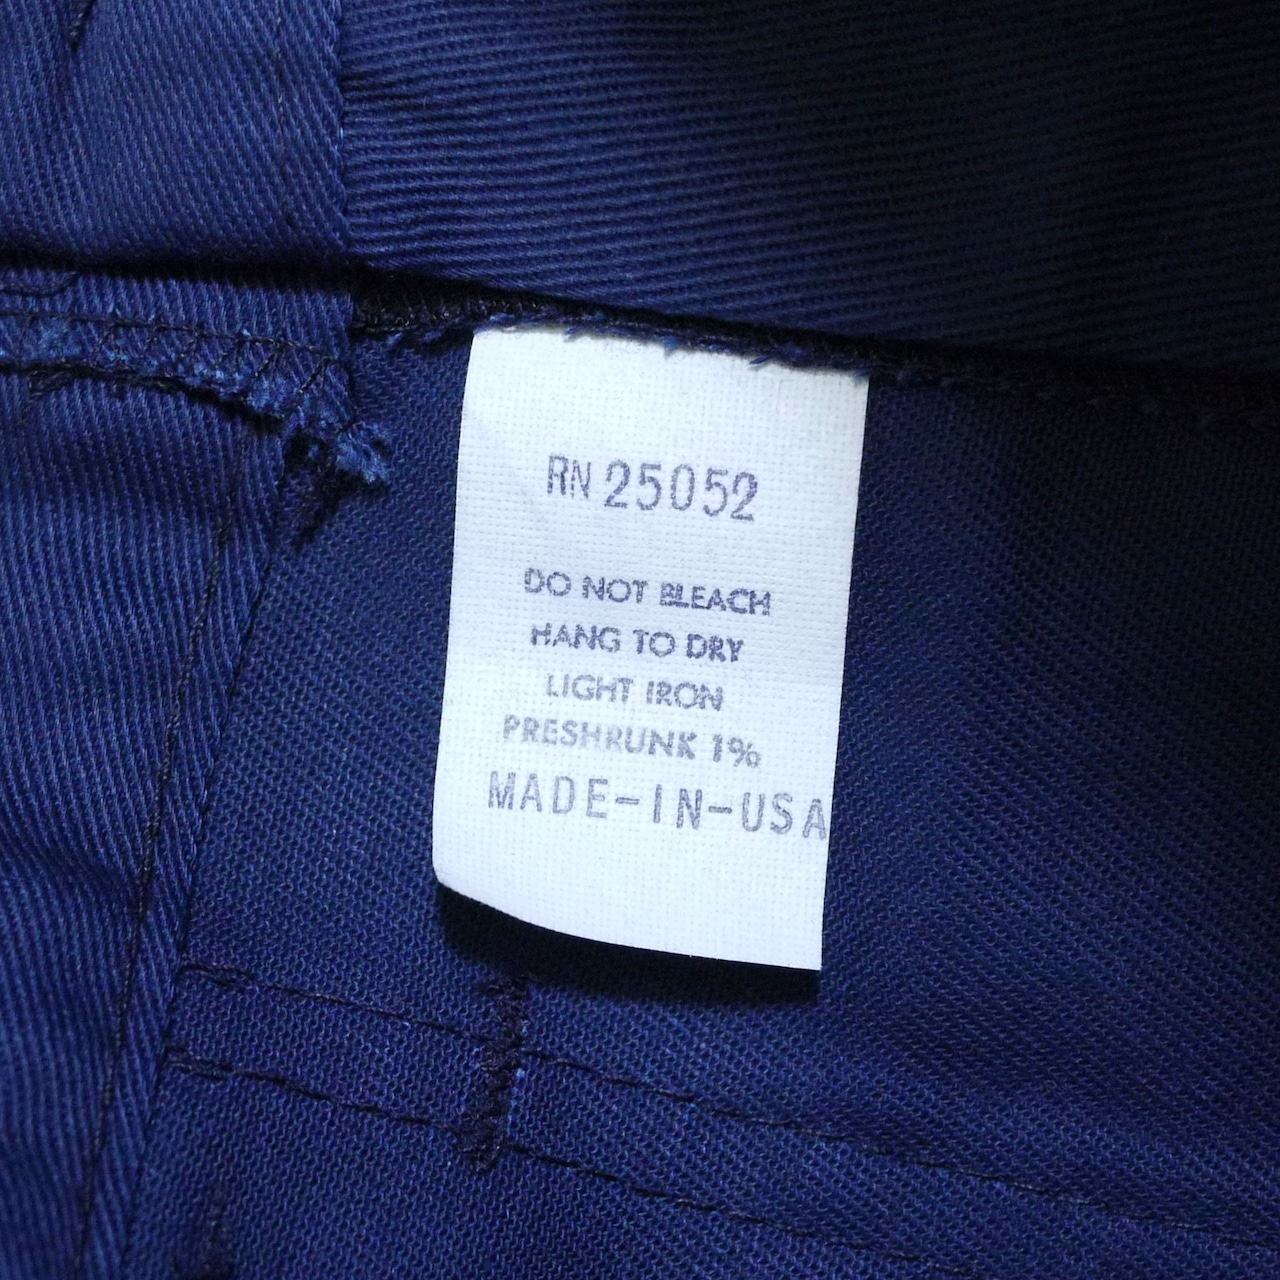 RN 25052
DO NOT BLEACH
HANG TO DRY
LIGHT IRON
PRESHRUNK 1%
MADE-IN-USA